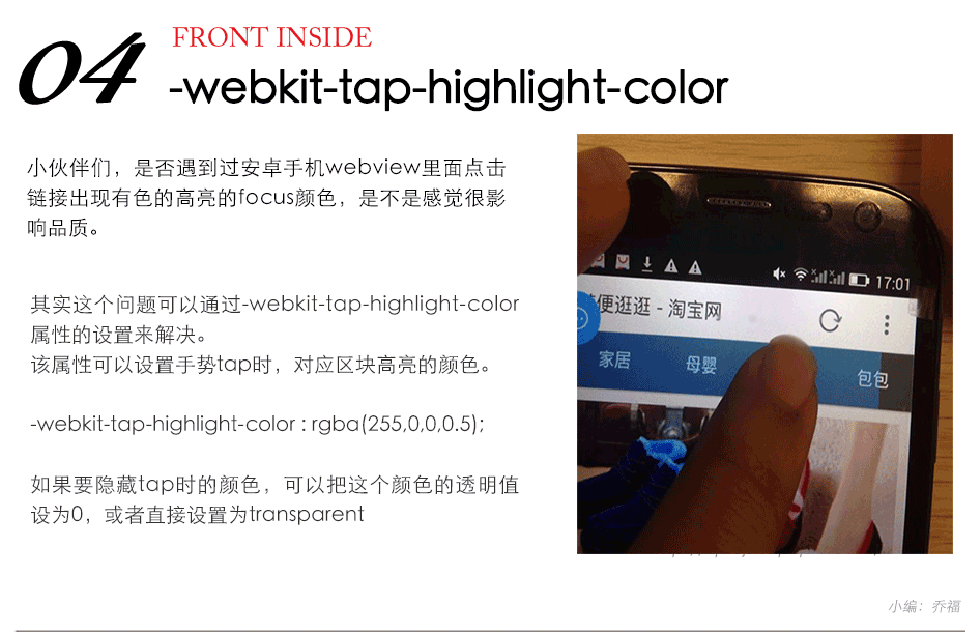 04
FRONT INSIDE
-webkit-tap-highlight-color
小伙伴们，是否遇到过安卓手机webview里面点击
链接出现有色的高亮的focus颜色，是不是感觉很影
响品质。
其实这个问题可以通过-webkit-tap-highlight-color
属性的设置来解决。
该属性可以设置手势tap时，对应区块高亮的颜色。
-webkit-tap-highlight-color : rgba(255,0,0,0.5);
如果要隐藏tap时的颜色，可以把这个颜色的透明值
设为0，或者直接设置为transparent
17:01
便逛逛 - 淘宝网
家居
母婴
包包
小编：乔福